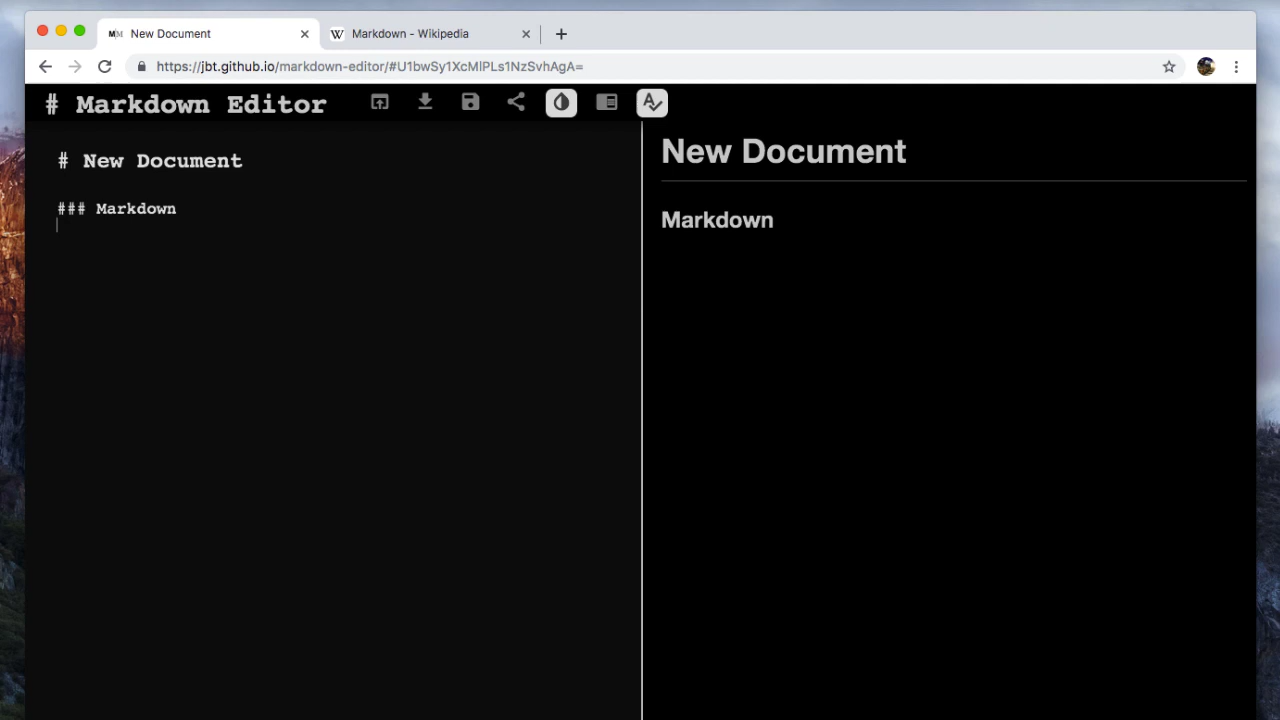 New Document
Markdown - Wikipedia
https://jbt.github.io/markdown-editor/#U1bwSy1XcMlPLs1NzSvhAgA=
# Markdown Editor
# New Document
### Markdown
New Document
Markdown